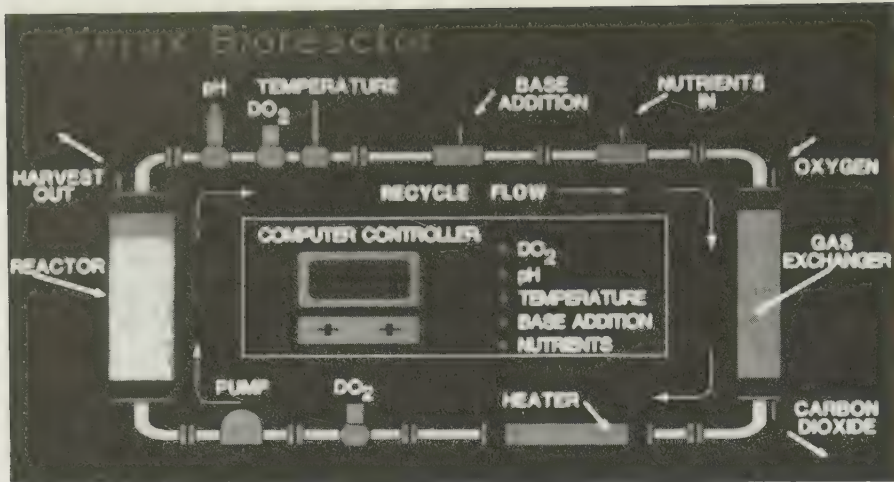 Verax Bioreactor
pH
TEMPERATURE
DO2
BASE
ADDITION
NUTRIENTS
IN
HARVEST
OUT
OXYGEN
RECYCLE FLOW
COMPUTER CONTROLLER
DO2
pH
TEMPERATURE
BASE ADDITION
NUTRIENTS
REACTOR
GAS
EXCHANGER
PUMP
DO2
HEATER
CARBON
DIOXIDE